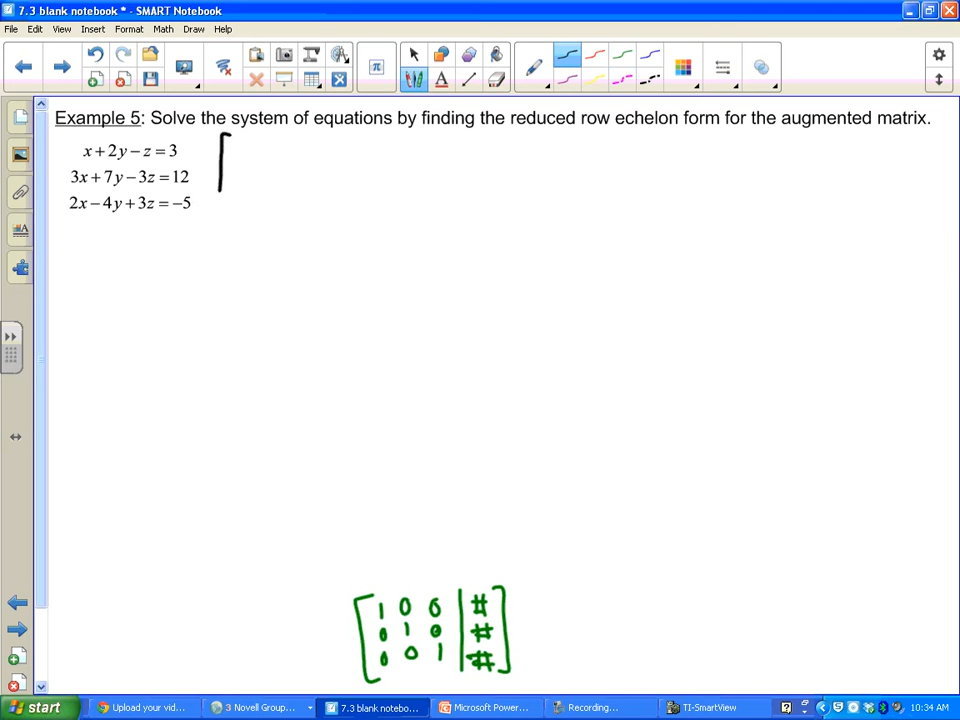 7.3 blank notebook * - SMART Notebook
File Edit View Insert Format Math Draw Help
π
A
Example 5: Solve the system of equations by finding the reduced row echelon form for the augmented matrix.
x + 2y − z = 3
3x + 7y − 3z = 12
2x − 4y + 3z = −5
[
[ 1 0 0 | # ]
0 1 0 | #
0 0 1 | #
start Upload your vid... 3 Novell Group... 7.3 blank notebo... Microsoft Power... Recording... TI-SmartView ? 10:34 AM